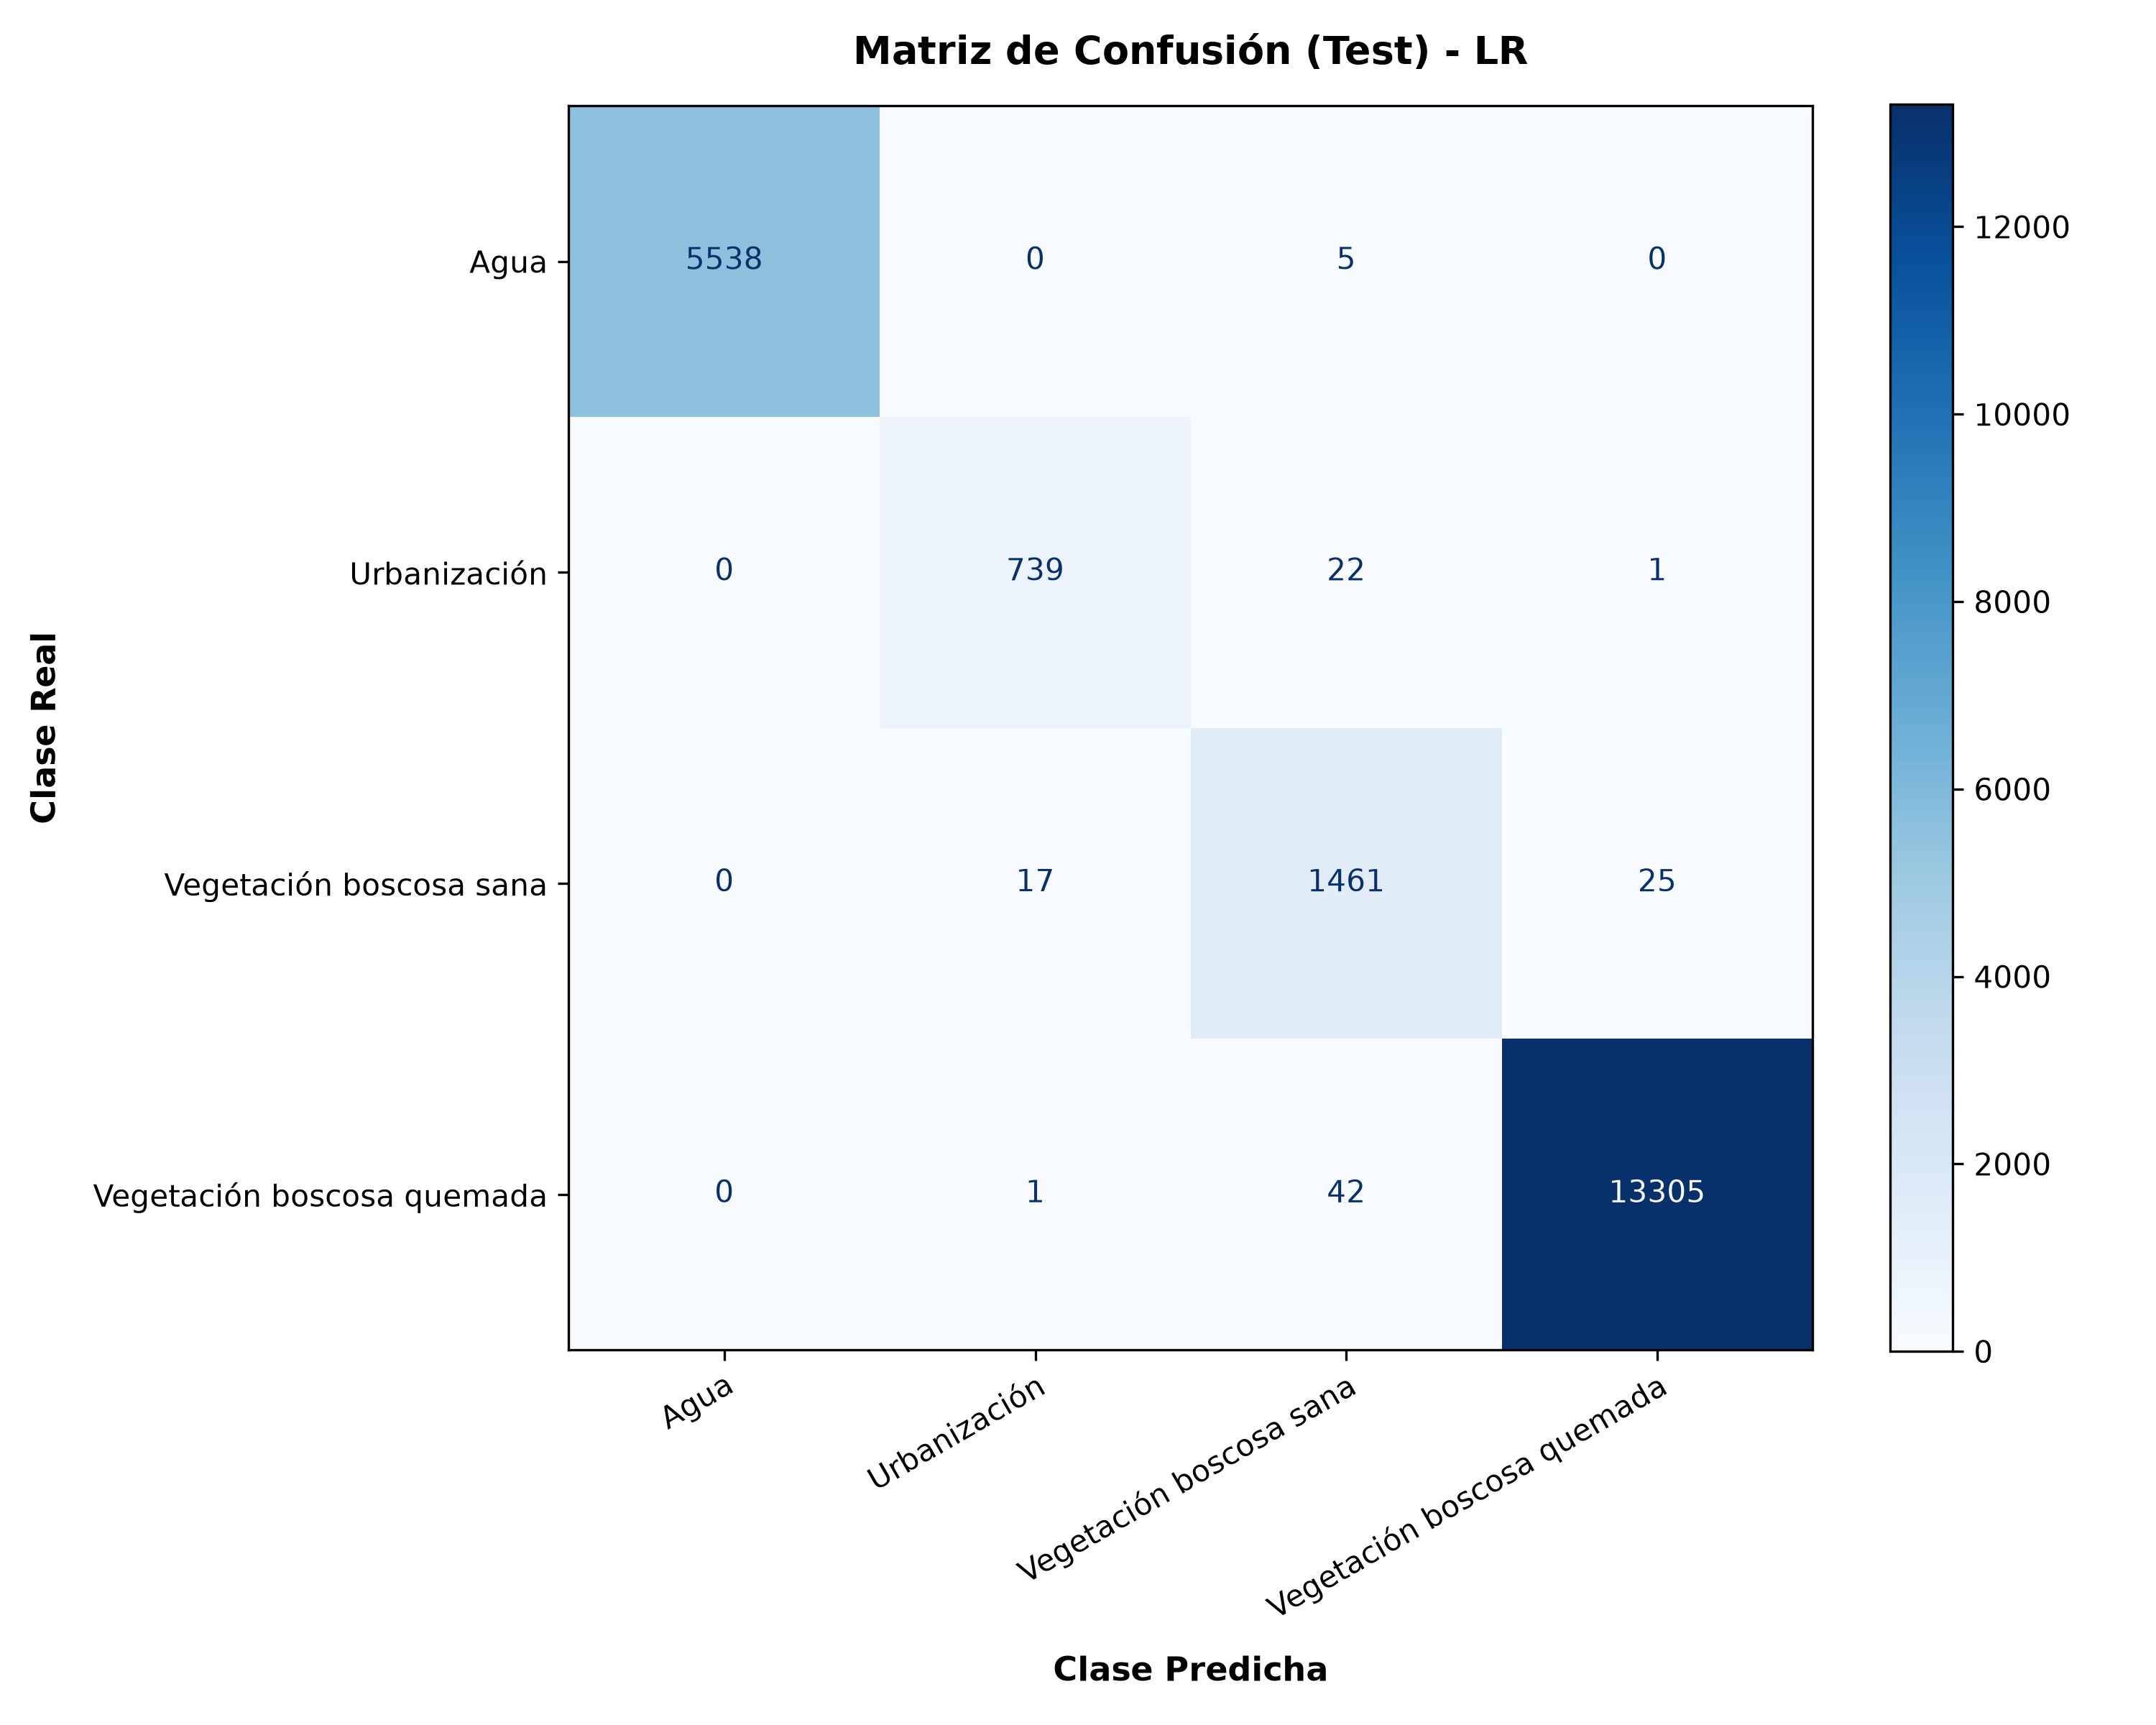 Matriz de Confusión (Test) - LR
Clase Real
Agua
5538
0
5
0
Urbanización
0
739
22
1
Vegetación boscosa sana
0
17
1461
25
Vegetación boscosa quemada
0
1
42
13305
Agua
Urbanización
Vegetación boscosa sana
Vegetación boscosa quemada
Clase Predicha
12000
10000
8000
6000
4000
2000
0